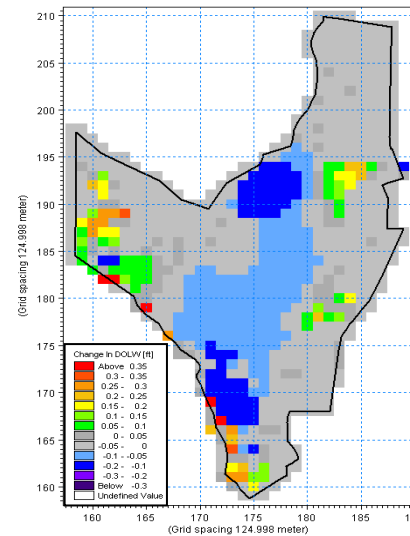 210
205
200
195
190
185
180
175
170
165
160
(Grid spacing 124.998 meter)
Change In DOLW [ft]
Above 0.35
0.3 - 0.35
0.25 - 0.3
0.2 - 0.25
0.15 - 0.2
0.1 - 0.15
0.05 - 0.1
0 - 0.05
-0.05 - 0
-0.1 - -0.05
-0.2 - -0.1
-0.3 - -0.2
Below -0.3
Undefined Value
160 165 170 175 180 185
(Grid spacing 124.998 meter)